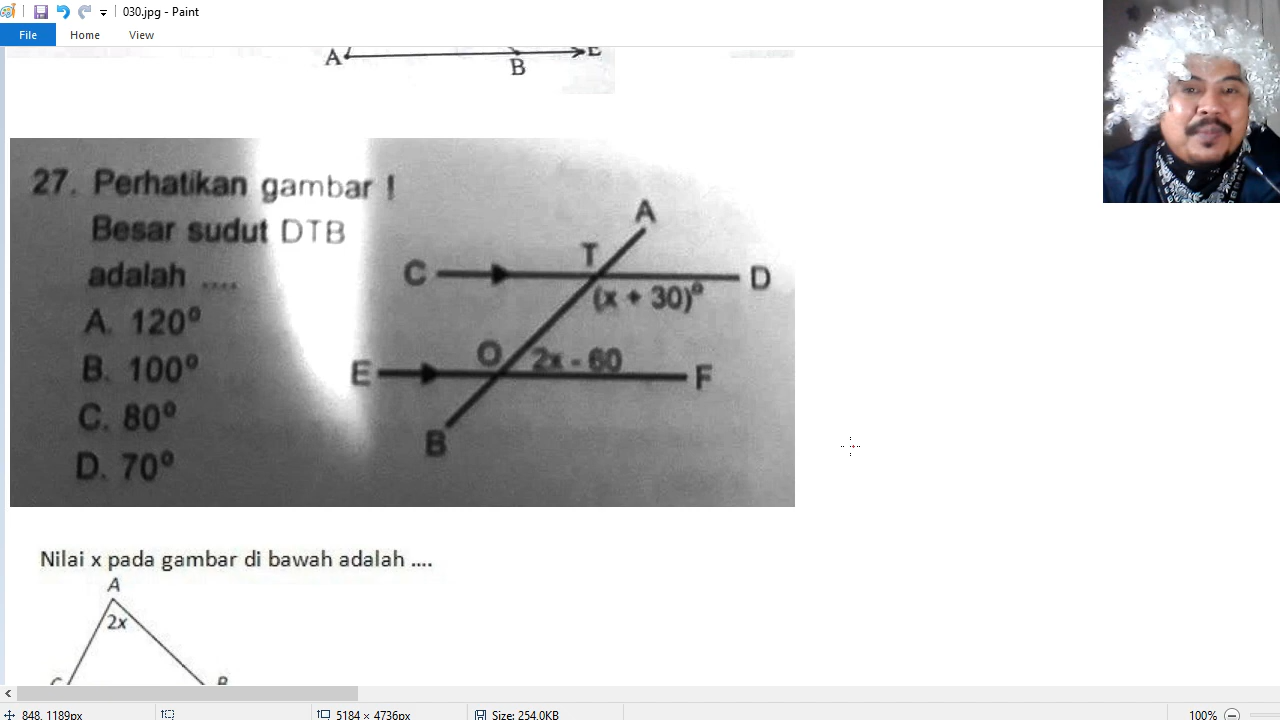 030.jpg - Paint
File Home View
A B E
27. Perhatikan gambar !
Besar sudut DTB
adalah ....
A. 120°
B. 100°
C. 80°
D. 70°
A
T
C D
(x + 30)°
O 2x - 60
E F
B
Nilai x pada gambar di bawah adalah ....
A
2x
C B
848, 1189px 5184 × 4736px Size: 254.0KB 100%